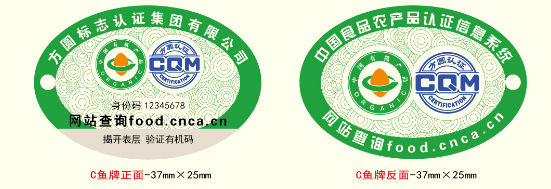 方圆标志认证集团有限公司
中国有机产品
ORGANIC
方圆认证
CQM
CERTIFICATION
身份码 12345678
网站查询food.cnca.cn
揭开表层 验证有机码
C鱼牌正面-37mm×25mm
中国食品农产品认证信息系统
中国有机产品
ORGANIC
方圆认证
CQM
CERTIFICATION
网站查询food.cnca.cn
C鱼牌反面-37mm×25mm